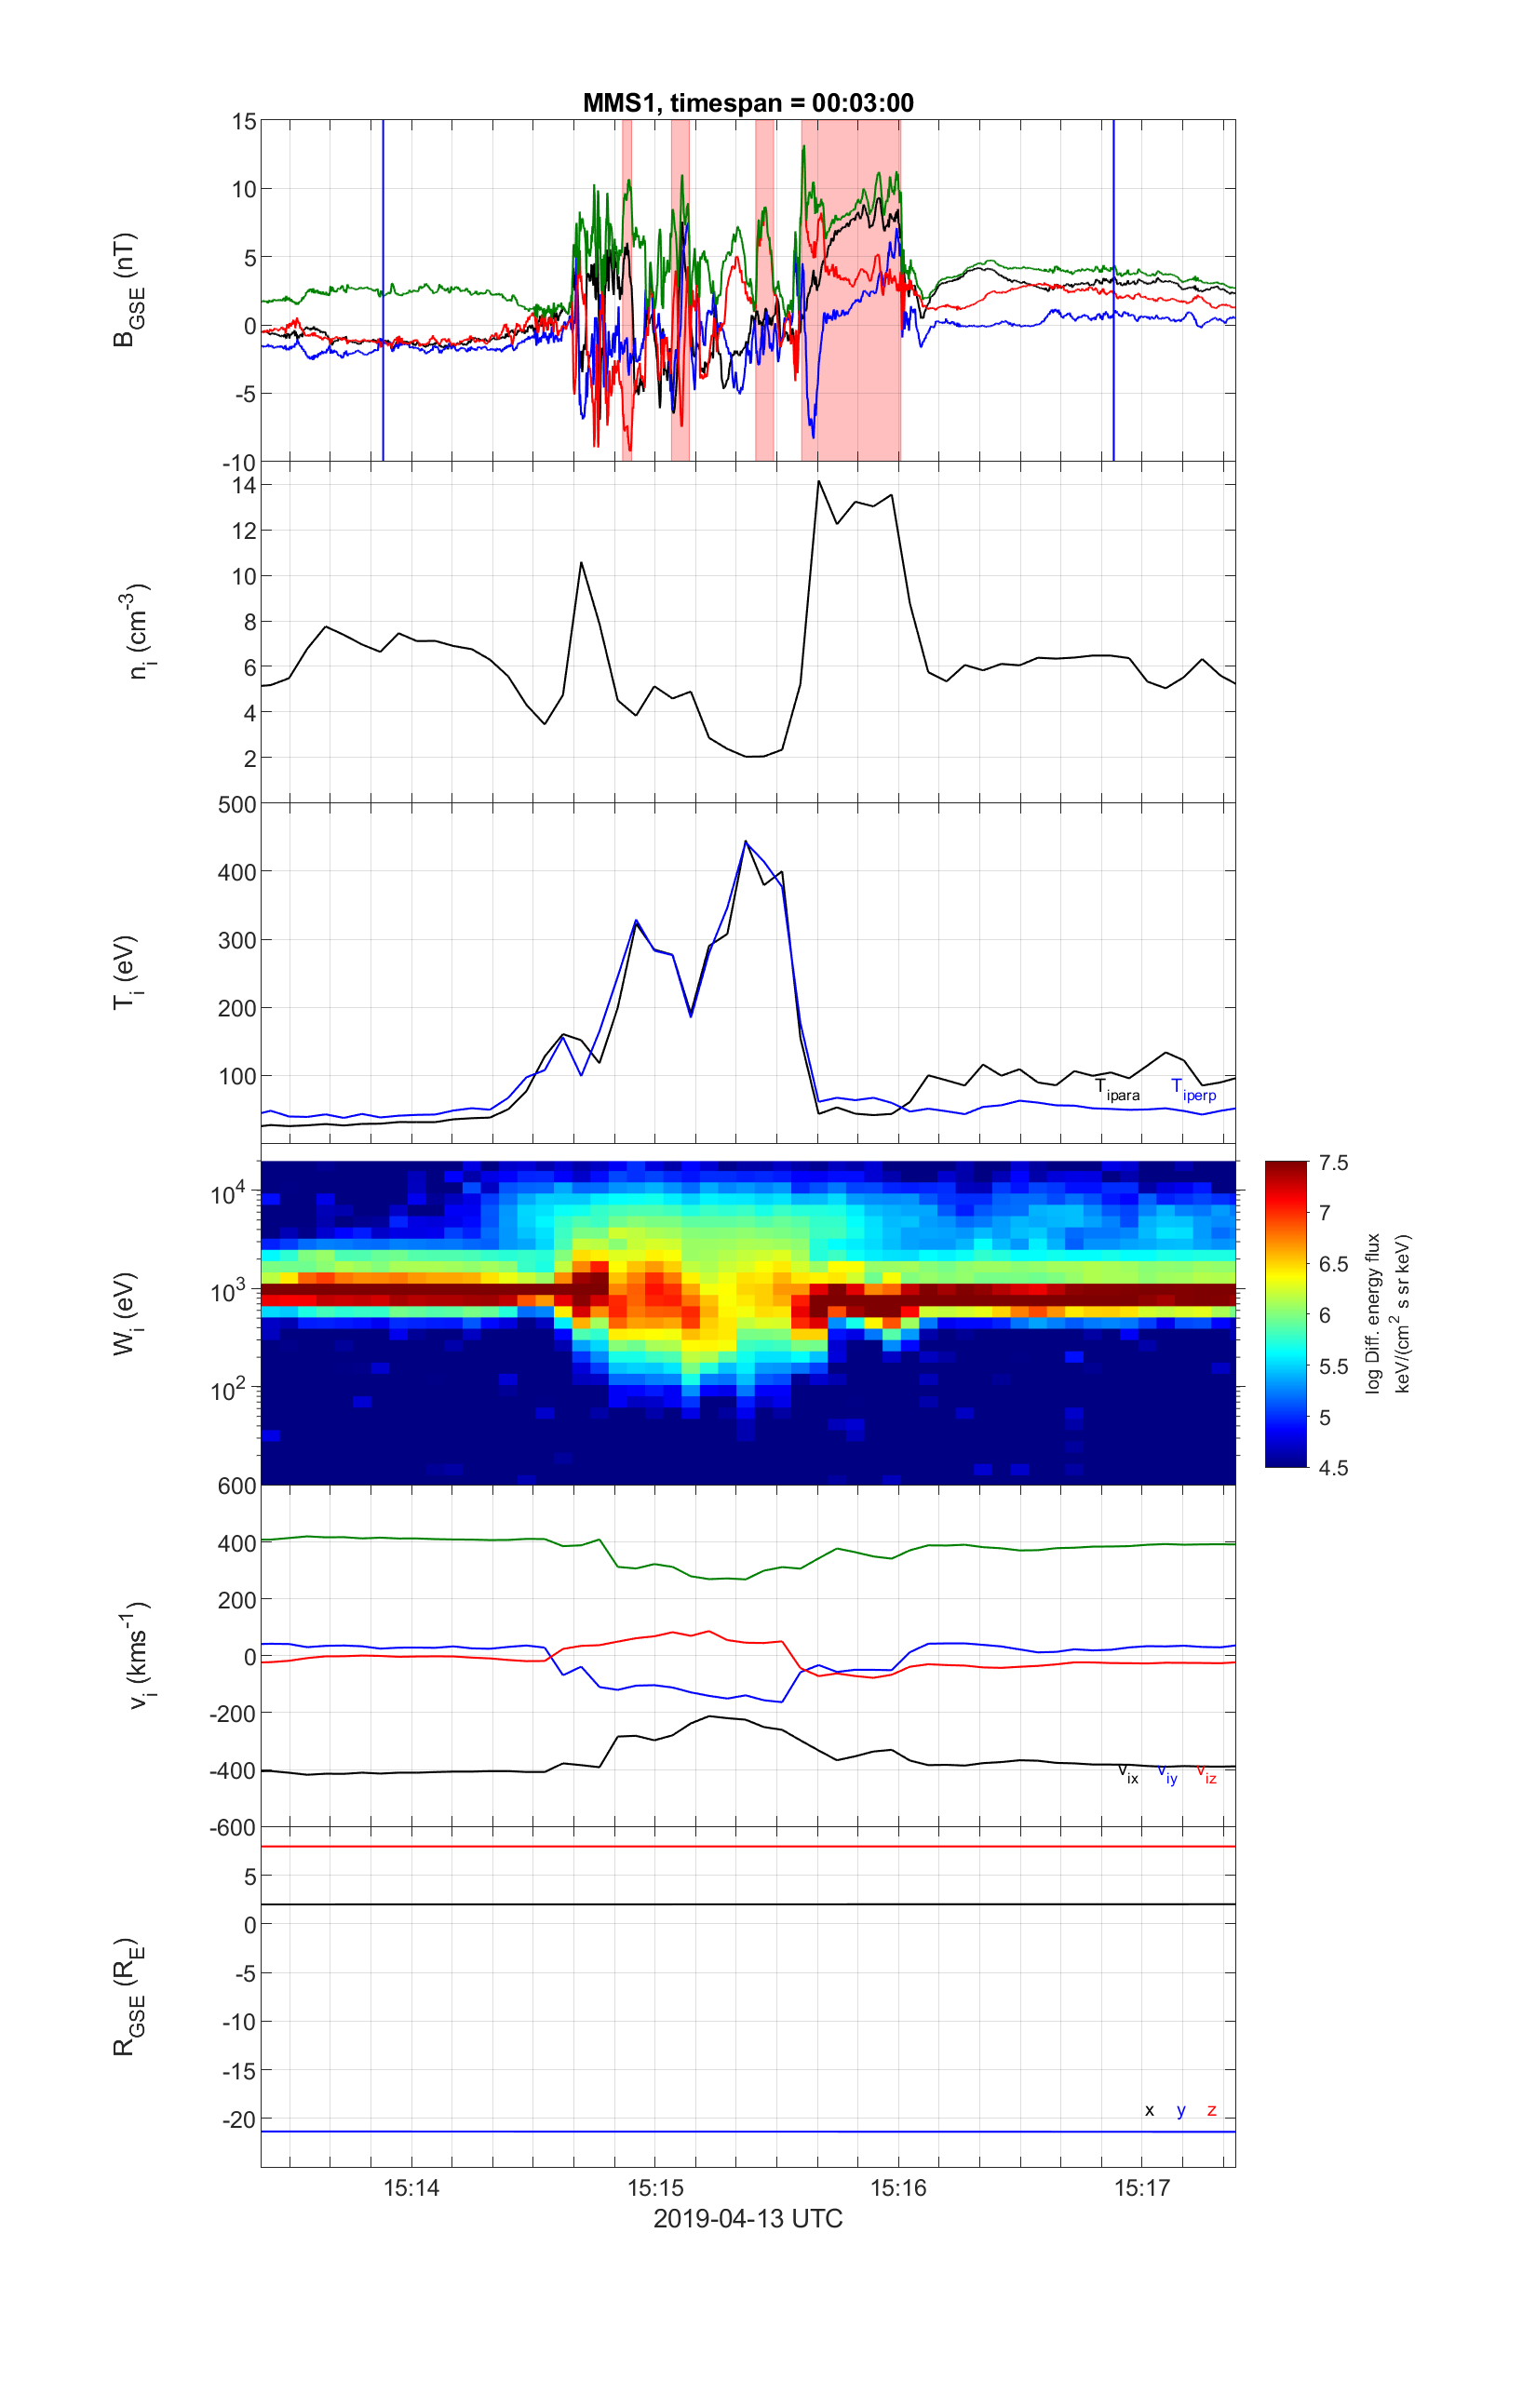 MMS1, timespan = 00:03:00
B_GSE (nT)
15
10
5
0
-5
-10
n_i (cm^-3)
14
12
10
8
6
4
2
T_i (eV)
500
400
300
200
100
T_ipara T_iperp
W_i (eV)
10^4
10^3
10^2
7.5
7
6.5
6
5.5
5
4.5
log Diff. energy flux
keV/(cm^2 s sr keV)
v_i (kms^-1)
600
400
200
0
-200
-400
-600
v_ix v_iy v_iz
R_GSE (R_E)
5
0
-5
-10
-15
-20
x y z
15:14 15:15 15:16 15:17
2019-04-13 UTC